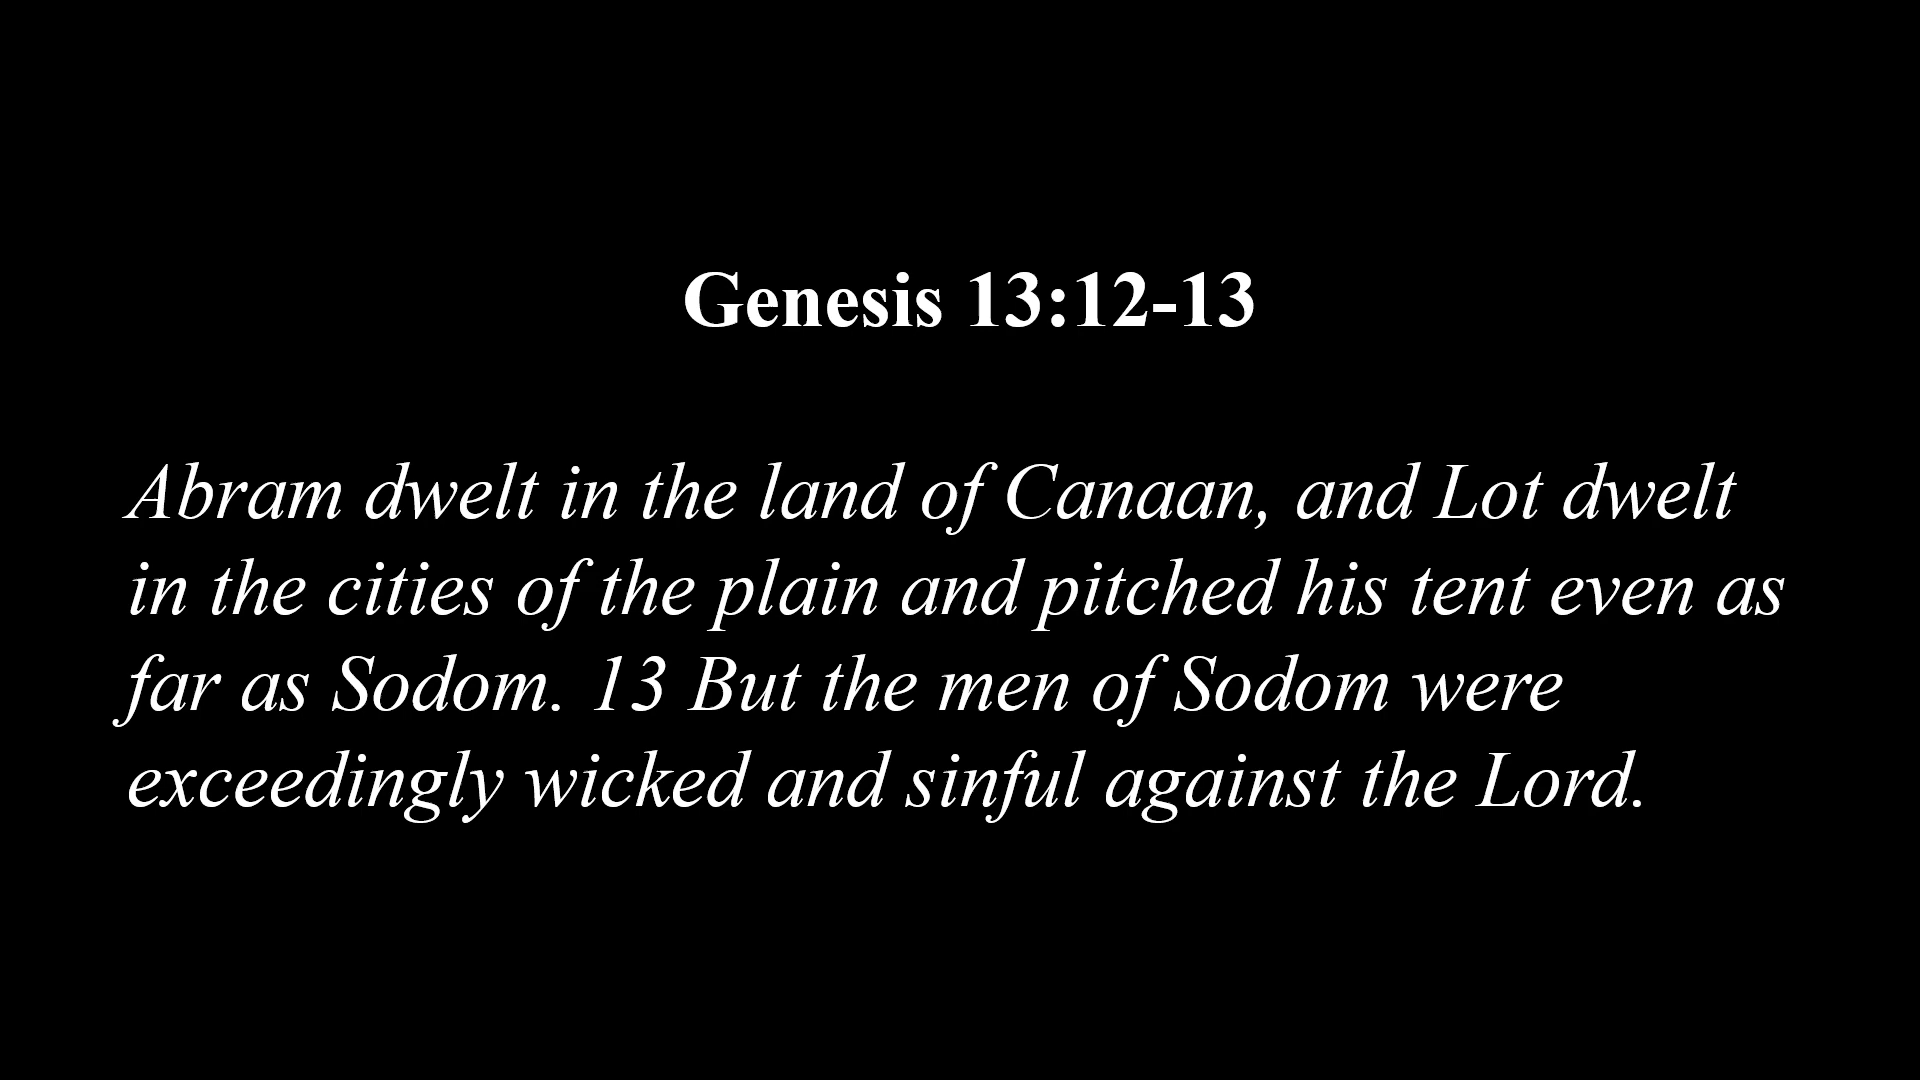 Genesis 13:12-13
Abram dwelt in the land of Canaan, and Lot dwelt
in the cities of the plain and pitched his tent even as
far as Sodom. 13 But the men of Sodom were
exceedingly wicked and sinful against the Lord.